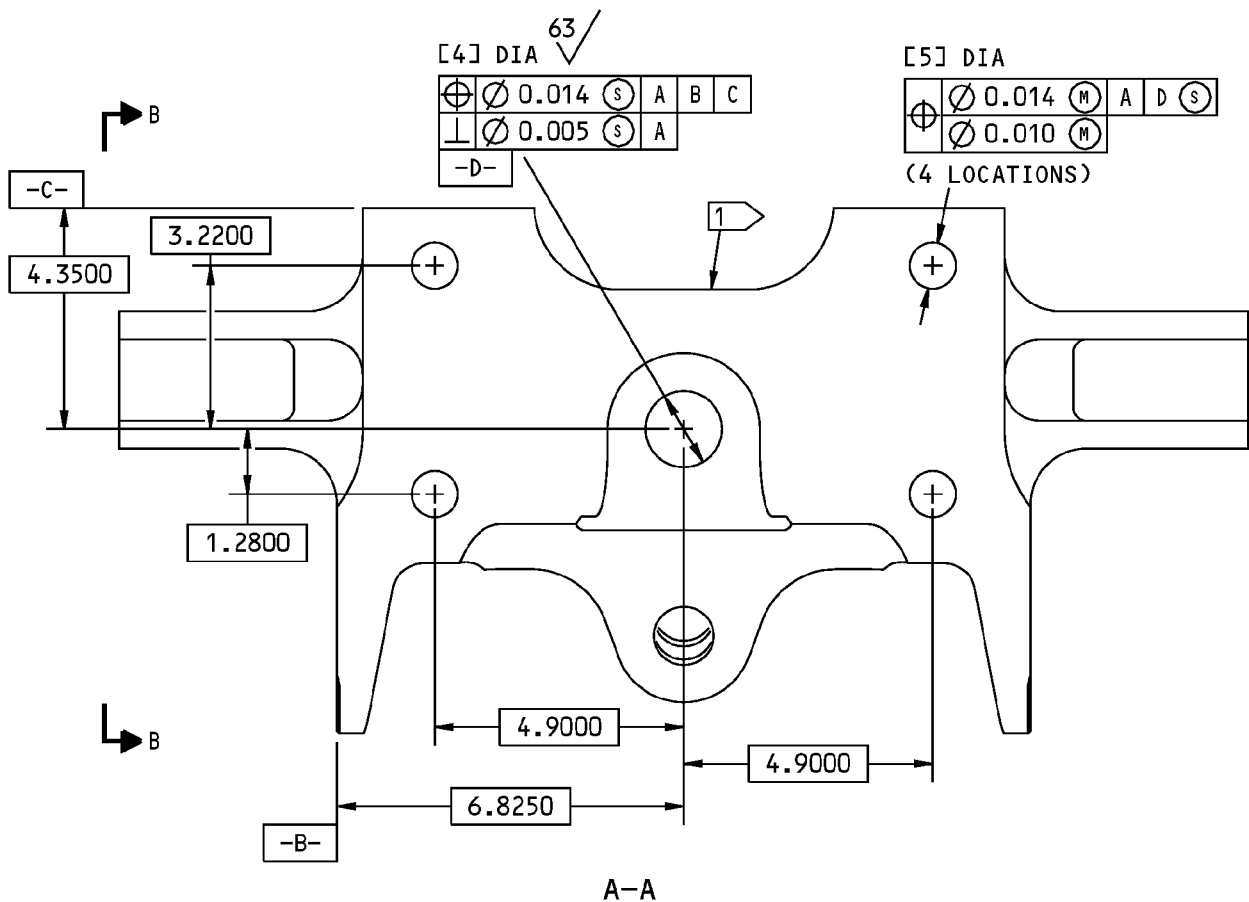 63
[4] DIA
⌖ ⌀ 0.014 Ⓢ A B C
⊥ ⌀ 0.005 Ⓢ A
-D-
[5] DIA
⌖ ⌀ 0.014 Ⓜ A D Ⓢ
⌀ 0.010 Ⓜ
(4 LOCATIONS)
B
-C-
1
3.2200
4.3500
1.2800
4.9000
B
4.9000
6.8250
-B-
A-A